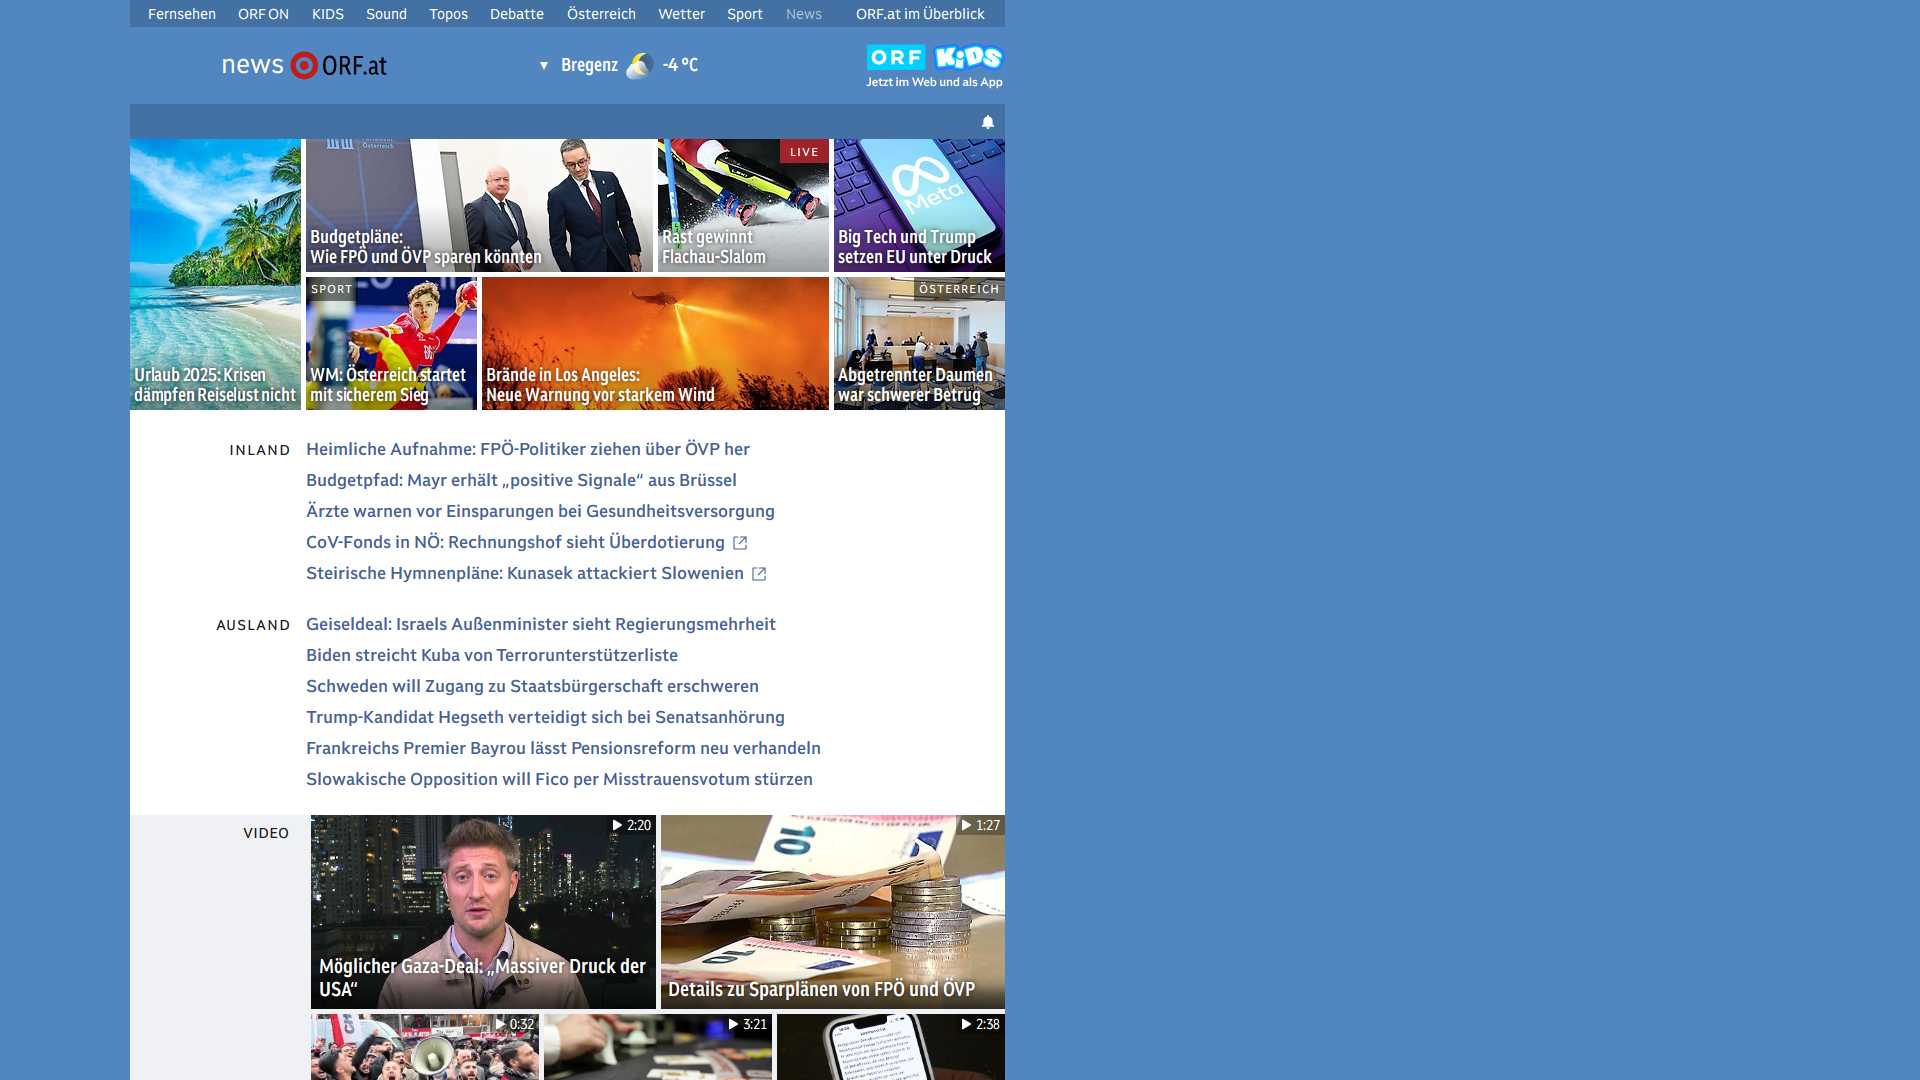 Fernsehen ORF ON KIDS Sound Topos Debatte Österreich Wetter Sport News ORF.at im Überblick
news ORF.at
Bregenz -4 °C
ORF KiDS
Jetzt im Web und als App
Urlaub 2025: Krisen
dämpfen Reiselust nicht
Budgetpläne:
Wie FPÖ und ÖVP sparen könnten
LIVE
Rast gewinnt
Flachau-Slalom
Meta
Big Tech und Trump
setzen EU unter Druck
SPORT
WM: Österreich startet
mit sicherem Sieg
Brände in Los Angeles:
Neue Warnung vor starkem Wind
ÖSTERREICH
Abgetrennter Daumen
war schwerer Betrug
INLAND
Heimliche Aufnahme: FPÖ-Politiker ziehen über ÖVP her
Budgetpfad: Mayr erhält „positive Signale“ aus Brüssel
Ärzte warnen vor Einsparungen bei Gesundheitsversorgung
CoV-Fonds in NÖ: Rechnungshof sieht Überdotierung
Steirische Hymnenpläne: Kunasek attackiert Slowenien
AUSLAND
Geiseldeal: Israels Außenminister sieht Regierungsmehrheit
Biden streicht Kuba von Terrorunterstützerliste
Schweden will Zugang zu Staatsbürgerschaft erschweren
Trump-Kandidat Hegseth verteidigt sich bei Senatsanhörung
Frankreichs Premier Bayrou lässt Pensionsreform neu verhandeln
Slowakische Opposition will Fico per Misstrauensvotum stürzen
VIDEO
2:20
Möglicher Gaza-Deal: „Massiver Druck der
USA“
1:27
10
10
Details zu Sparplänen von FPÖ und ÖVP
0:32
3:21
2:38